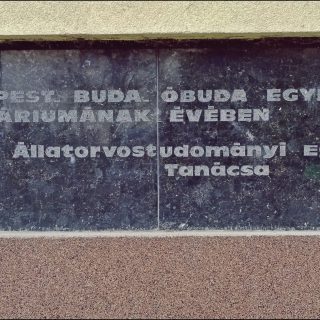 PEST. BUDA. ÓBUDA EGY
ÁRIUMÁNAK ÉVÉBEN
Állatorvostudományi E
Tanácsa